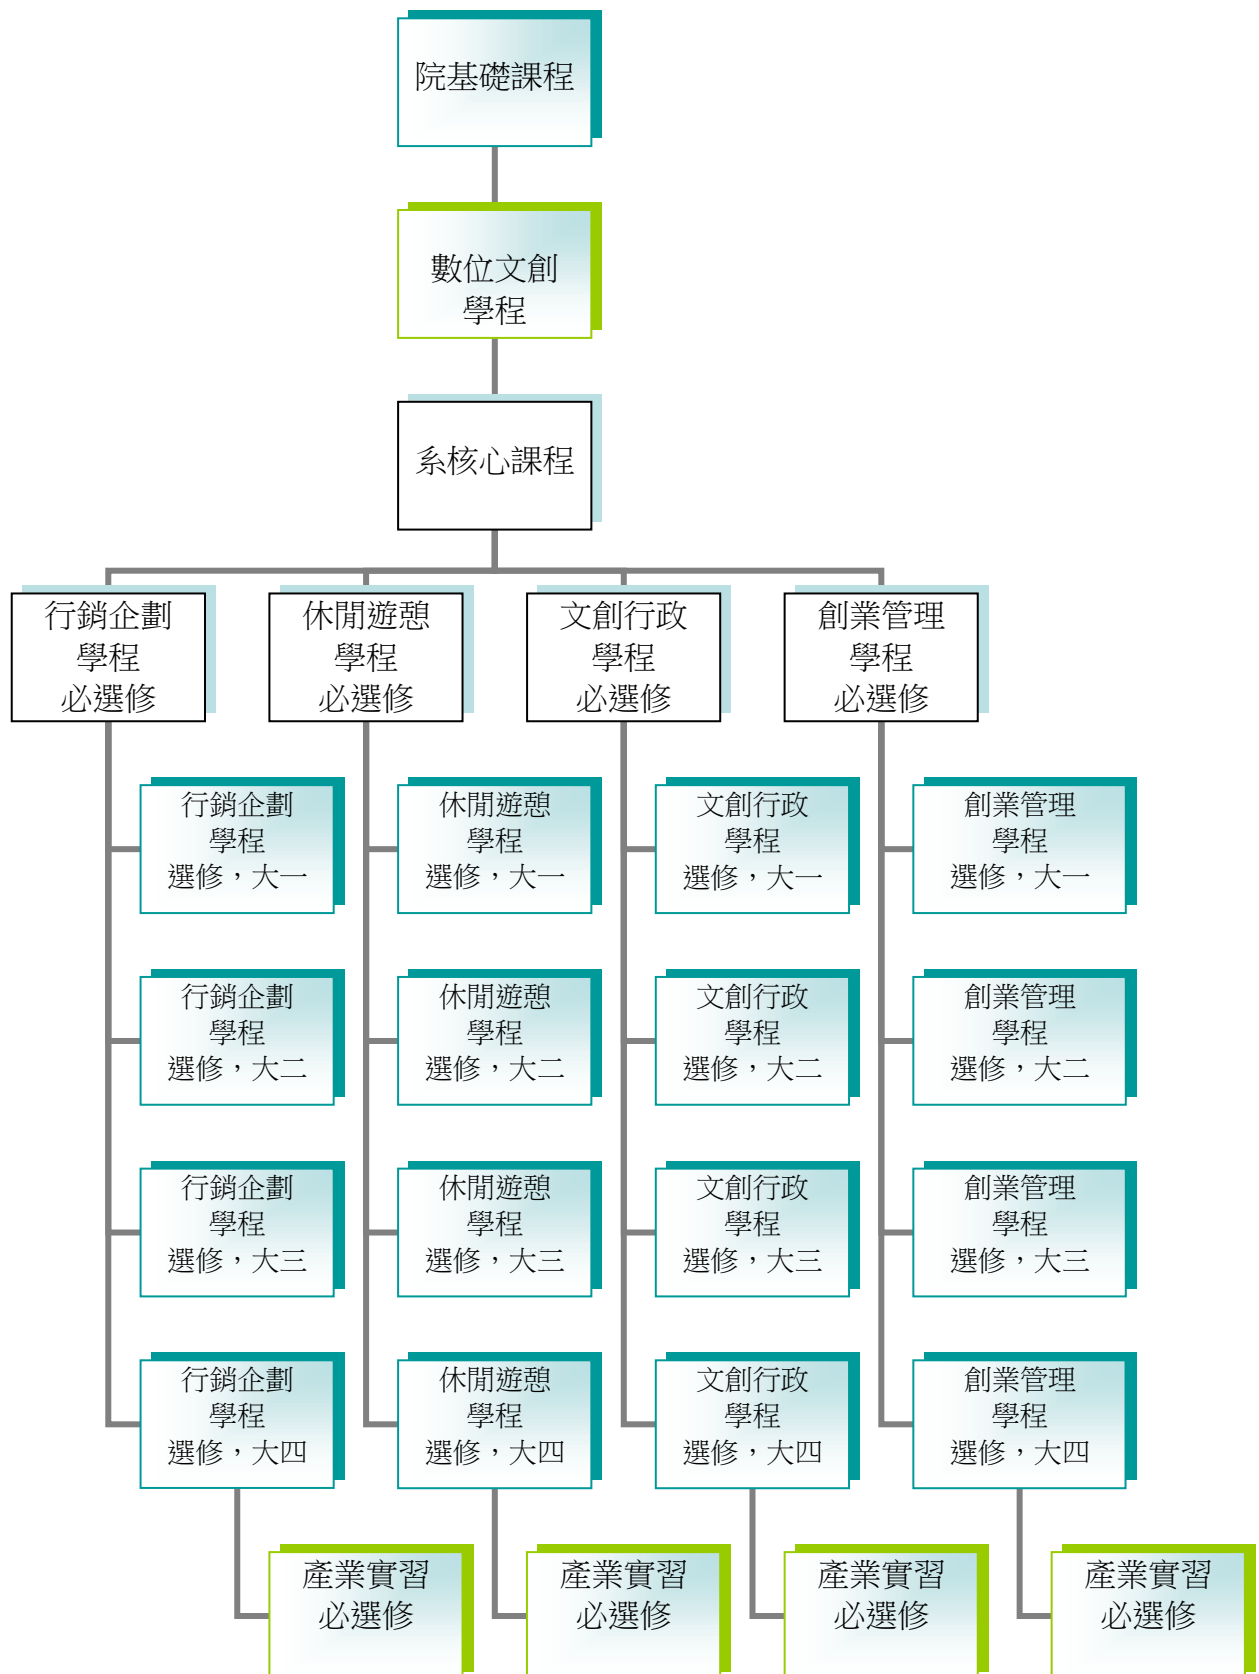 院基礎課程
數位文創
學程
系核心課程
行銷企劃
學程
必選修
休閒遊憩
學程
必選修
文創行政
學程
必選修
創業管理
學程
必選修
行銷企劃
學程
選修，大一
休閒遊憩
學程
選修，大一
文創行政
學程
選修，大一
創業管理
學程
選修，大一
行銷企劃
學程
選修，大二
休閒遊憩
學程
選修，大二
文創行政
學程
選修，大二
創業管理
學程
選修，大二
行銷企劃
學程
選修，大三
休閒遊憩
學程
選修，大三
文創行政
學程
選修，大三
創業管理
學程
選修，大三
行銷企劃
學程
選修，大四
休閒遊憩
學程
選修，大四
文創行政
學程
選修，大四
創業管理
學程
選修，大四
產業實習
必選修
產業實習
必選修
產業實習
必選修
產業實習
必選修